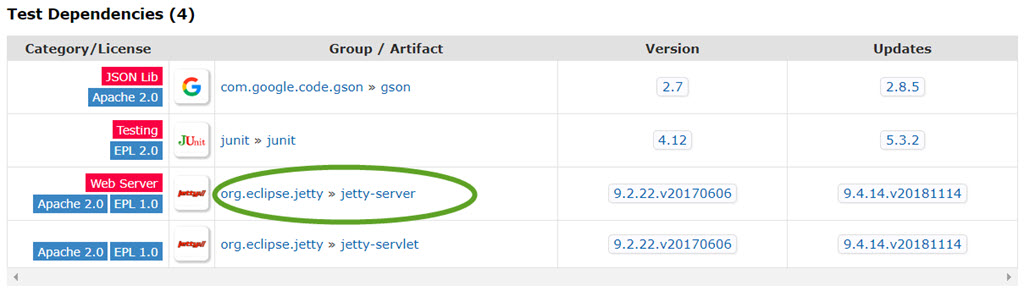 Test Dependencies (4)
Category/License Group / Artifact Version Updates
JSON Lib
Apache 2.0
G
com.google.code.gson » gson 2.7 2.8.5
Testing
EPL 2.0
JUnit
junit » junit 4.12 5.3.2
Web Server
Apache 2.0 EPL 1.0
jetty://
org.eclipse.jetty » jetty-server 9.2.22.v20170606 9.4.14.v20181114
Apache 2.0 EPL 1.0
jetty://
org.eclipse.jetty » jetty-servlet 9.2.22.v20170606 9.4.14.v20181114